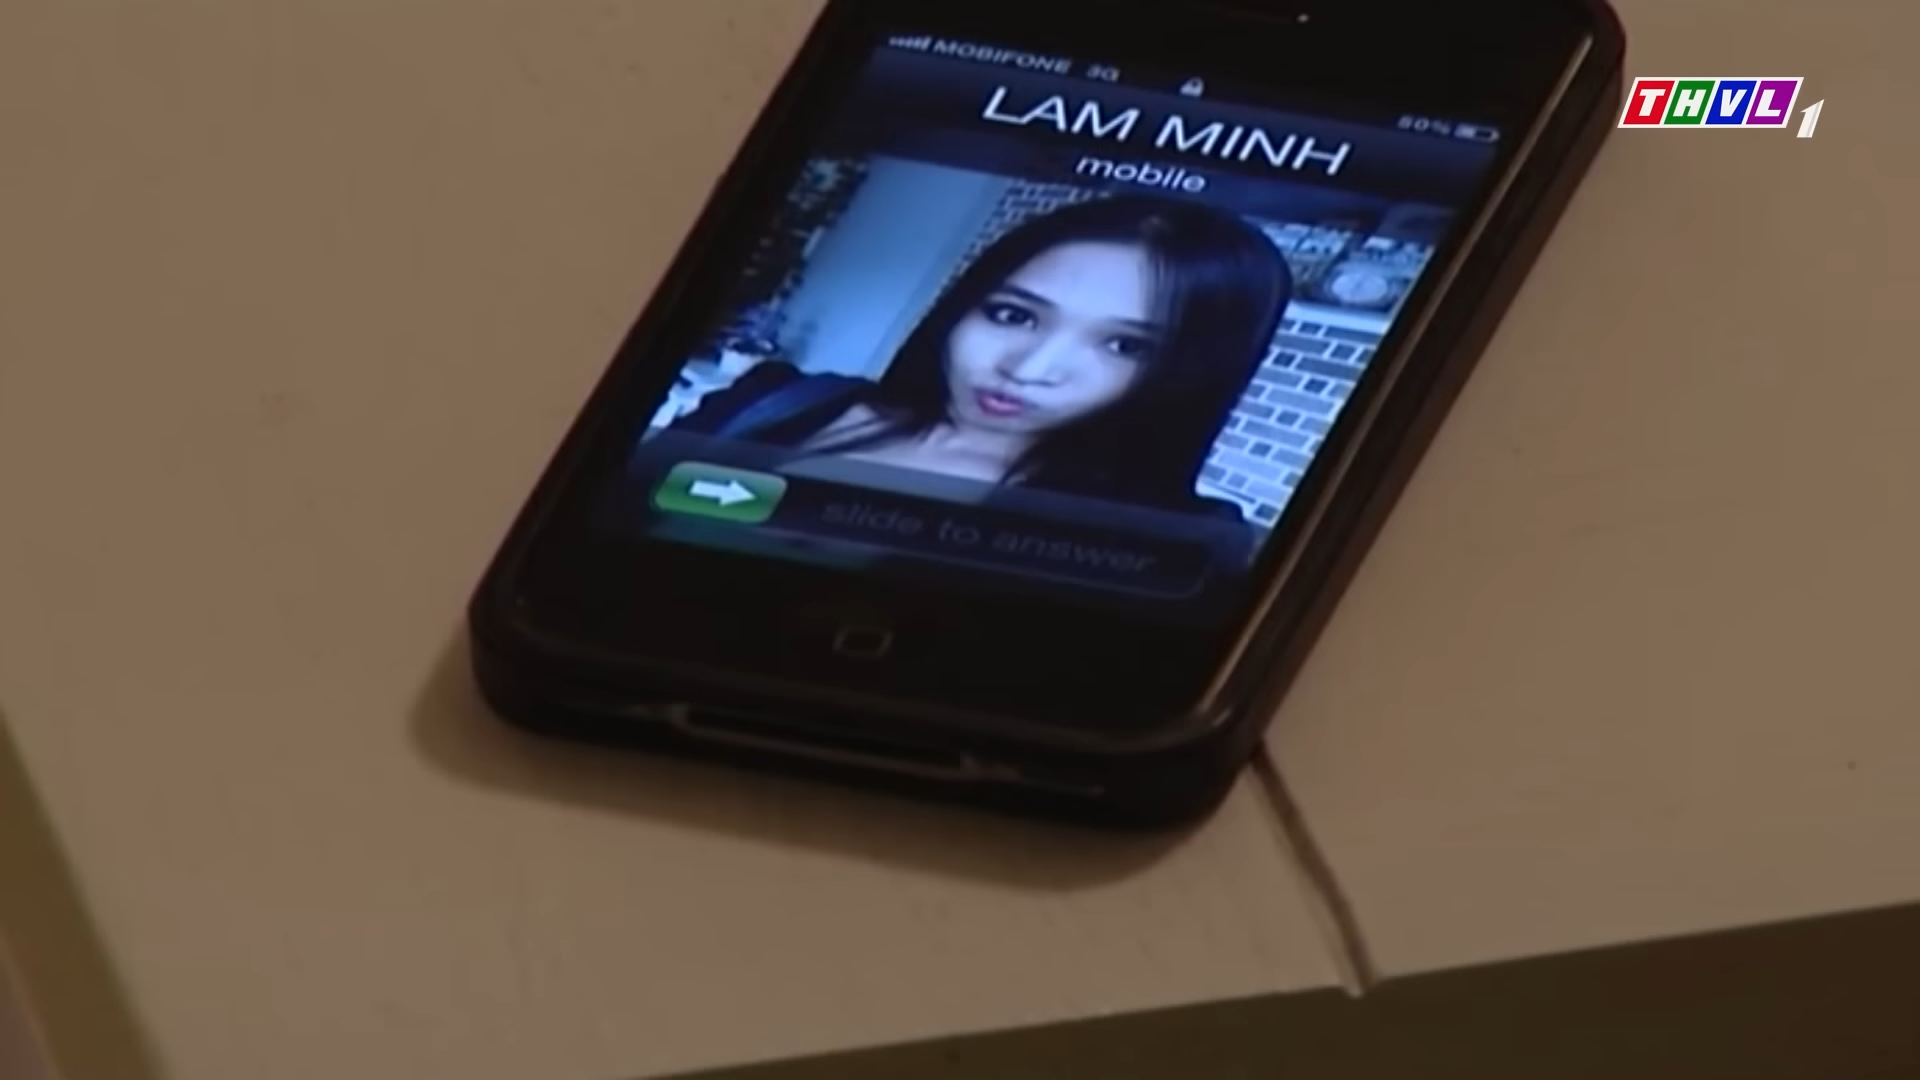 MOBIFONE 3G
50%
LAM MINH
mobile
slide to answer
THVL1